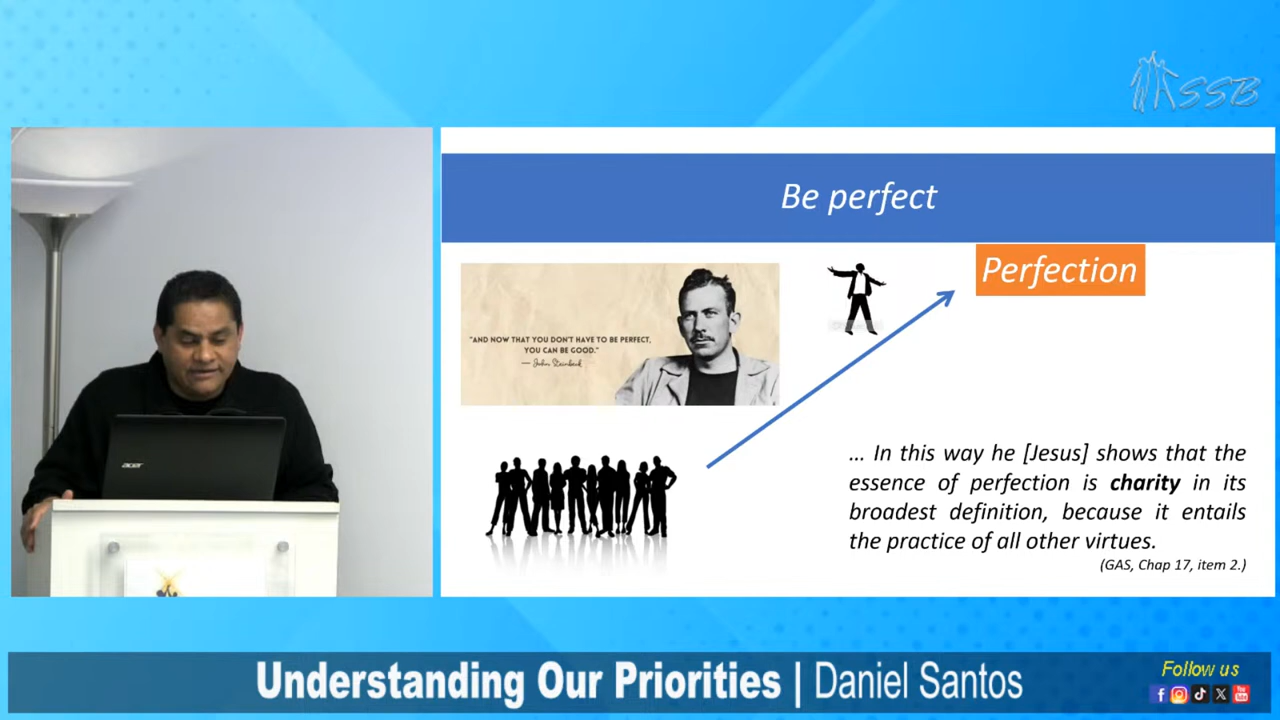 SSB
Be perfect
Perfection
"AND NOW THAT YOU DON'T HAVE TO BE PERFECT,
YOU CAN BE GOOD."
— John Steinbeck
acer
... In this way he [Jesus] shows that the
essence of perfection is charity in its
broadest definition, because it entails
the practice of all other virtues.
(GAS, Chap 17, item 2.)
Understanding Our Priorities | Daniel Santos
Follow us